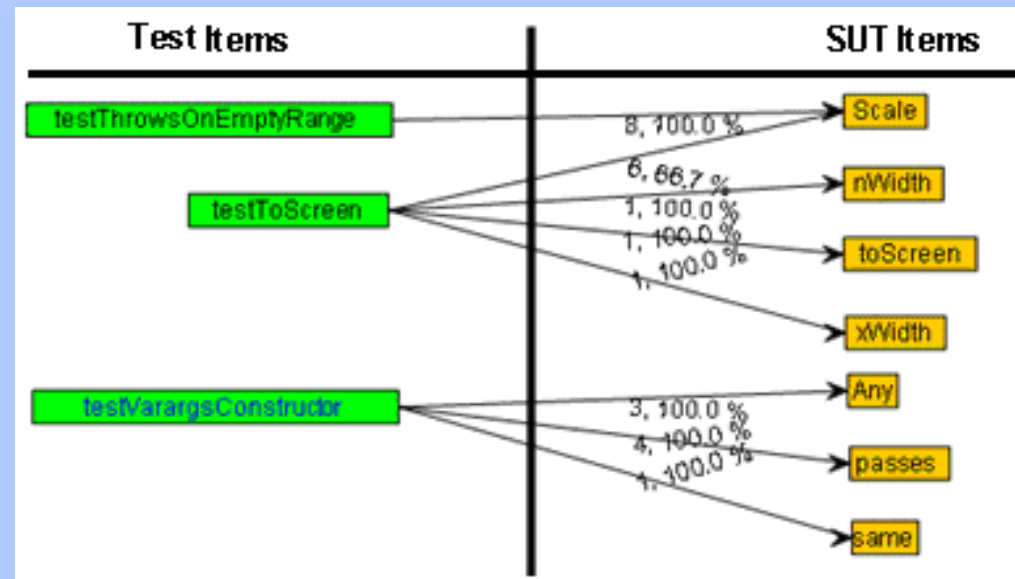 Test Items
SUT Items
testThrowsOnEmptyRange
8, 100.0 %
Scale
testToScreen
6, 66.7 %
nWidth
1, 100.0 %
1, 100.0 %
toScreen
1, 100.0 %
xWidth
testVarargsConstructor
3, 100.0 %
Any
4, 100.0 %
passes
1, 100.0 %
same